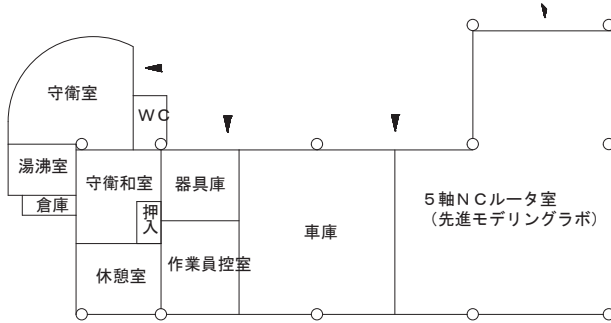 守衛室
WC
湯沸室
守衛和室
器具庫
5軸NCルータ室
(先進モデリングラボ)
倉庫
押入
車庫
休憩室
作業員控室